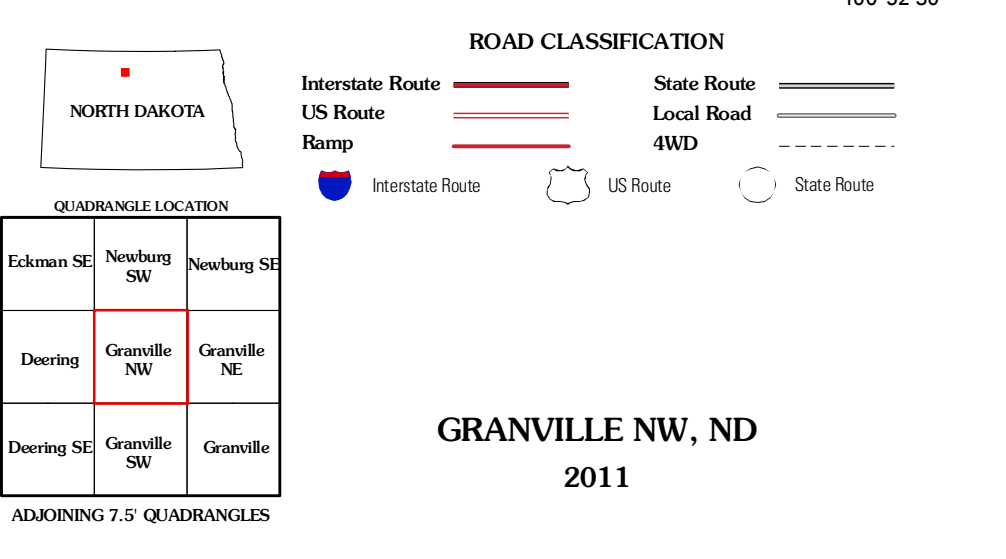 ROAD CLASSIFICATION
Interstate Route
State Route
US Route
Local Road
Ramp
4WD
Interstate Route
US Route
State Route
NORTH DAKOTA
QUADRANGLE LOCATION
Eckman SE
Newburg
SW
Newburg SE
Deering
Granville
NW
Granville
NE
Deering SE
Granville
SW
Granville
ADJOINING 7.5' QUADRANGLES
GRANVILLE NW, ND
2011